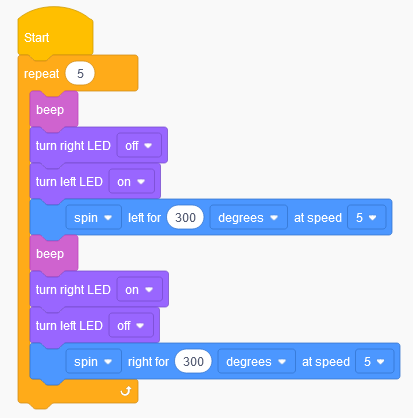 Start
repeat 5
beep
turn right LED off
turn left LED on
spin left for 300 degrees at speed 5
beep
turn right LED on
turn left LED off
spin right for 300 degrees at speed 5